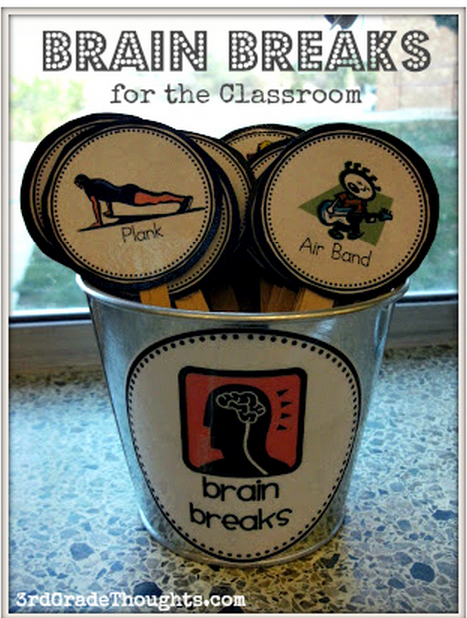 BRAIN BREAKS
for the Classroom
Plank
Air Band
brain
breaks
3rdGradeThoughts.com